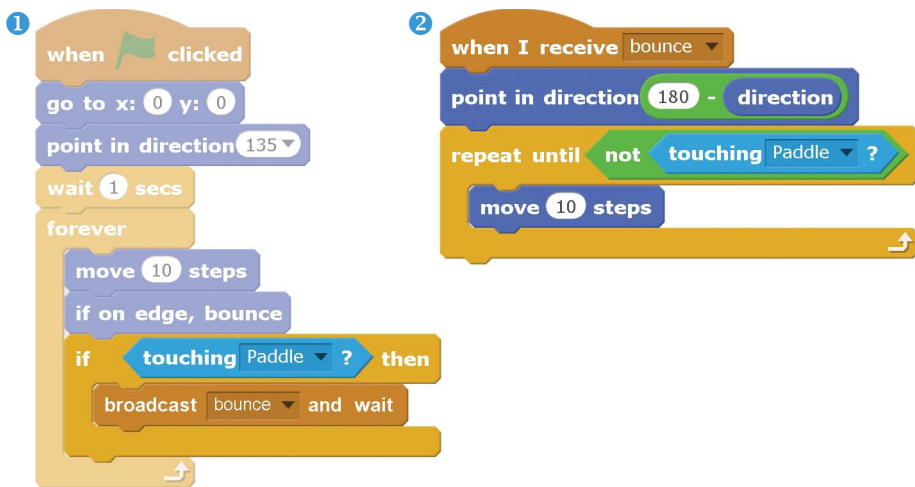 1
when clicked
go to x: 0 y: 0
point in direction 135
wait 1 secs
forever
move 10 steps
if on edge, bounce
if touching Paddle ? then
broadcast bounce and wait
2
when I receive bounce
point in direction 180 - direction
repeat until not touching Paddle ?
move 10 steps